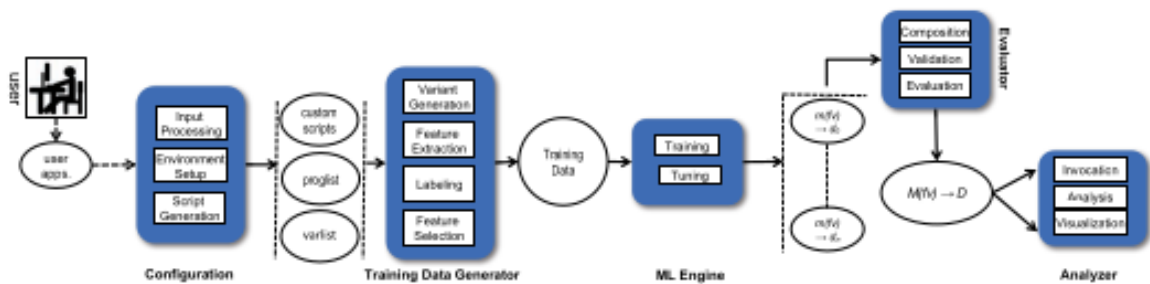 user
user
apps.
Input
Processing
Environment
Setup
Script
Generation
Configuration
custom
scripts
proglist
varlist
Variant
Generation
Feature
Extraction
Labeling
Feature
Selection
Training Data Generator
Training
Data
Training
Tuning
ML Engine
m(fv)
m(fv)
Composition
Validation
Evaluation
Evaluator
M(fv) → D
Invocation
Analysis
Visualization
Analyzer